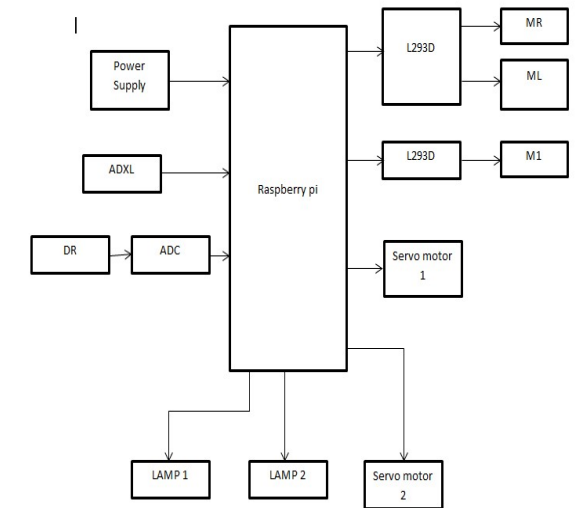 Power
Supply
ADXL
DR
ADC
Raspberry pi
L293D
MR
ML
L293D
M1
Servo motor
1
LAMP 1
LAMP 2
Servo motor
2